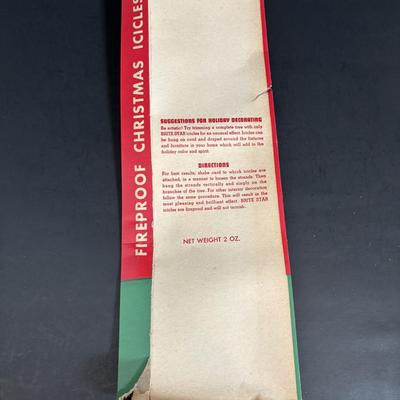 FIREPROOF CHRISTMAS ICICLES
SUGGESTIONS FOR HOLIDAY DECORATING
Be artistic! Try trimming a complete tree with only
BRITE STAR icicles for an unusual effect. Icicles can
be hung on cord and draped around the fixtures
and furniture in your home which will add to the
holiday color and spirit.
DIRECTIONS
For best results, shake card to which icicles are
attached, in a manner to loosen the strands. Then
hang the strands vertically and singly on the
branches of the tree. For other interior decoration
follow the same procedure. This will result in the
most pleasing and brilliant effect. BRITE STAR
icicles are fireproof and will not tarnish.
NET WEIGHT 2 OZ.